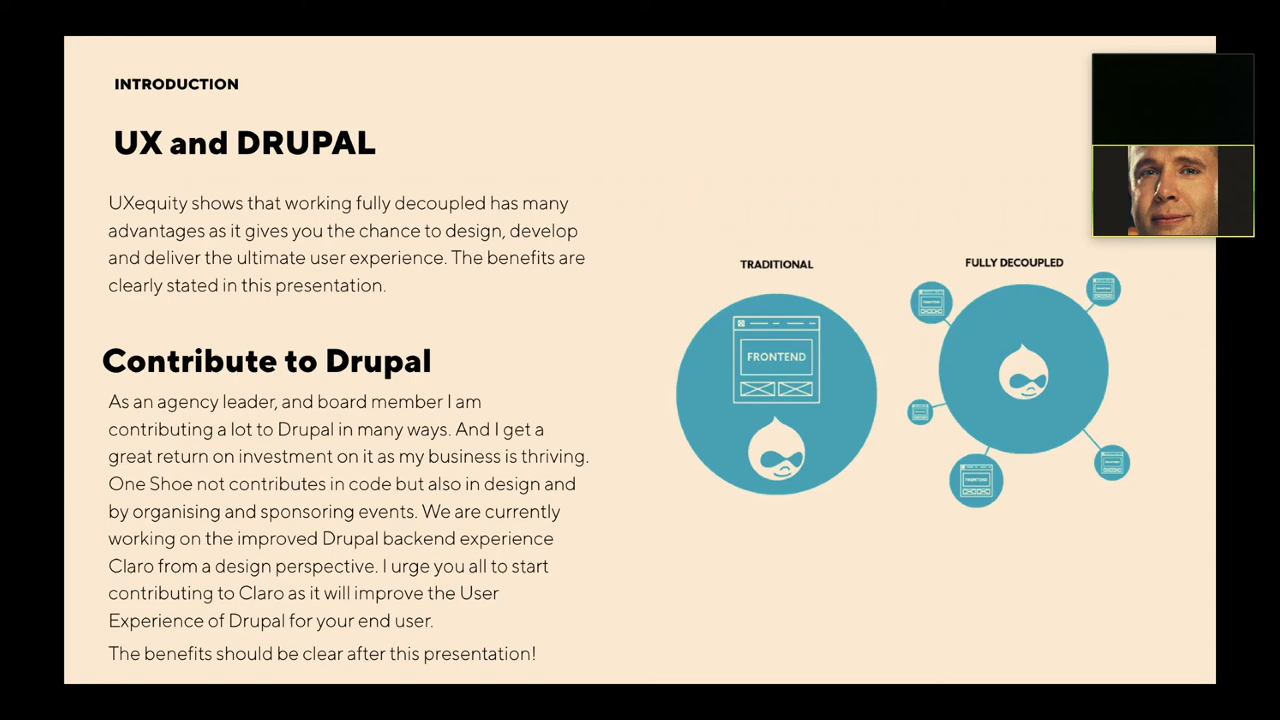 INTRODUCTION
UX and DRUPAL
UXequity shows that working fully decoupled has many
advantages as it gives you the chance to design, develop
and deliver the ultimate user experience. The benefits are
clearly stated in this presentation.
Contribute to Drupal
As an agency leader, and board member I am
contributing a lot to Drupal in many ways. And I get a
great return on investment on it as my business is thriving.
One Shoe not contributes in code but also in design and
by organising and sponsoring events. We are currently
working on the improved Drupal backend experience
Claro from a design perspective. I urge you all to start
contributing to Claro as it will improve the User
Experience of Drupal for your end user.
The benefits should be clear after this presentation!
TRADITIONAL
FRONTEND
FULLY DECOUPLED
FRONTEND
FRONTEND